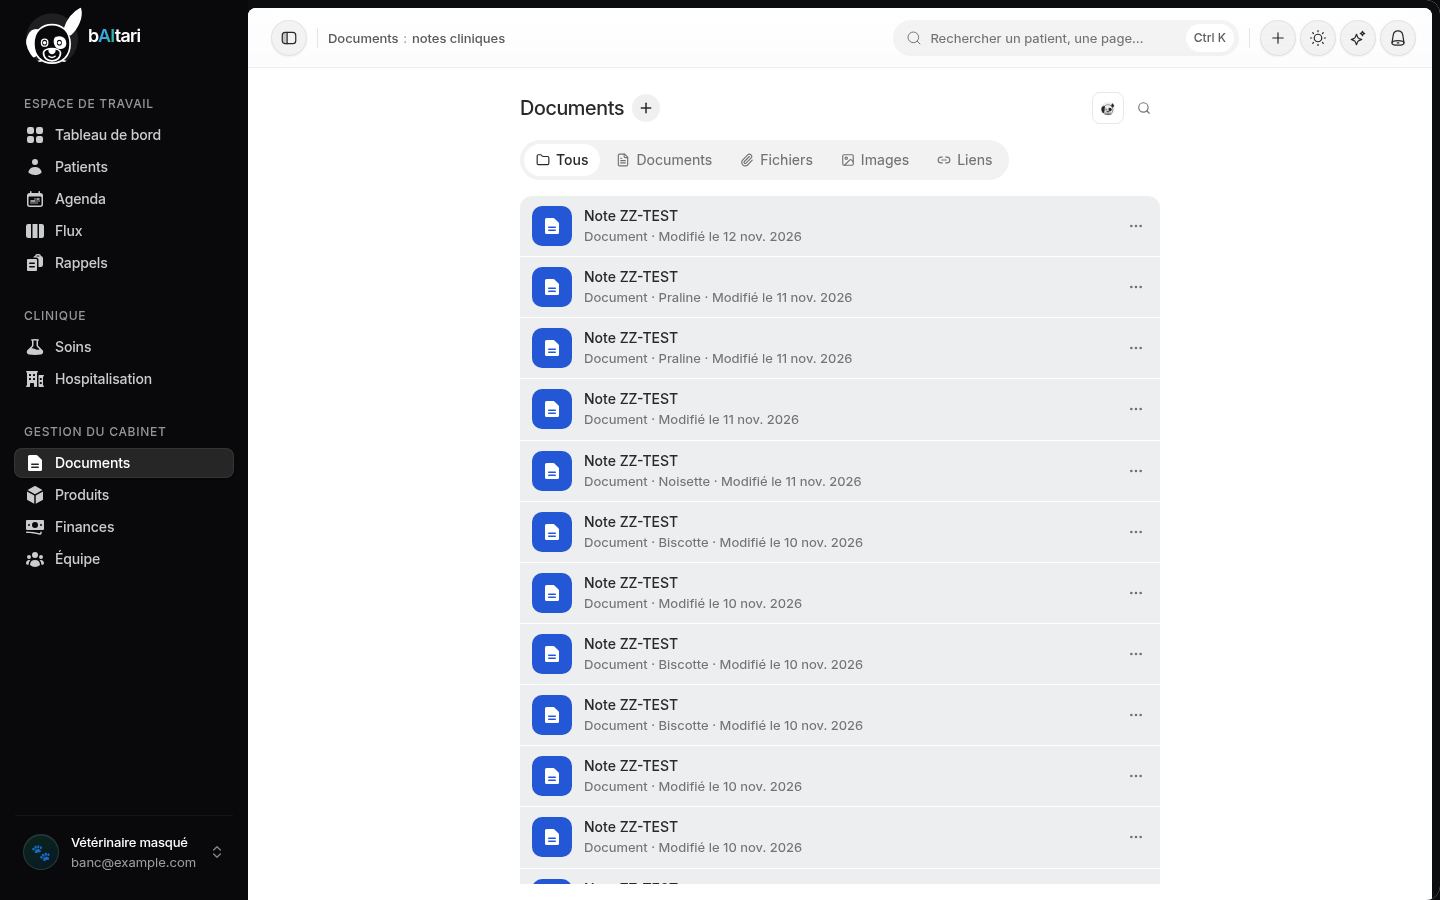 bAItari
Documents : notes cliniques
Rechercher un patient, une page...
Ctrl K
ESPACE DE TRAVAIL
Tableau de bord
Patients
Agenda
Flux
Rappels
CLINIQUE
Soins
Hospitalisation
GESTION DU CABINET
Documents
Produits
Finances
Équipe
Vétérinaire masqué
banc@example.com
Documents
Tous
Documents
Fichiers
Images
Liens
Note ZZ-TEST
Document · Modifié le 12 nov. 2026
Note ZZ-TEST
Document · Praline · Modifié le 11 nov. 2026
Note ZZ-TEST
Document · Praline · Modifié le 11 nov. 2026
Note ZZ-TEST
Document · Modifié le 11 nov. 2026
Note ZZ-TEST
Document · Noisette · Modifié le 11 nov. 2026
Note ZZ-TEST
Document · Biscotte · Modifié le 10 nov. 2026
Note ZZ-TEST
Document · Modifié le 10 nov. 2026
Note ZZ-TEST
Document · Biscotte · Modifié le 10 nov. 2026
Note ZZ-TEST
Document · Biscotte · Modifié le 10 nov. 2026
Note ZZ-TEST
Document · Modifié le 10 nov. 2026
Note ZZ-TEST
Document · Modifié le 10 nov. 2026